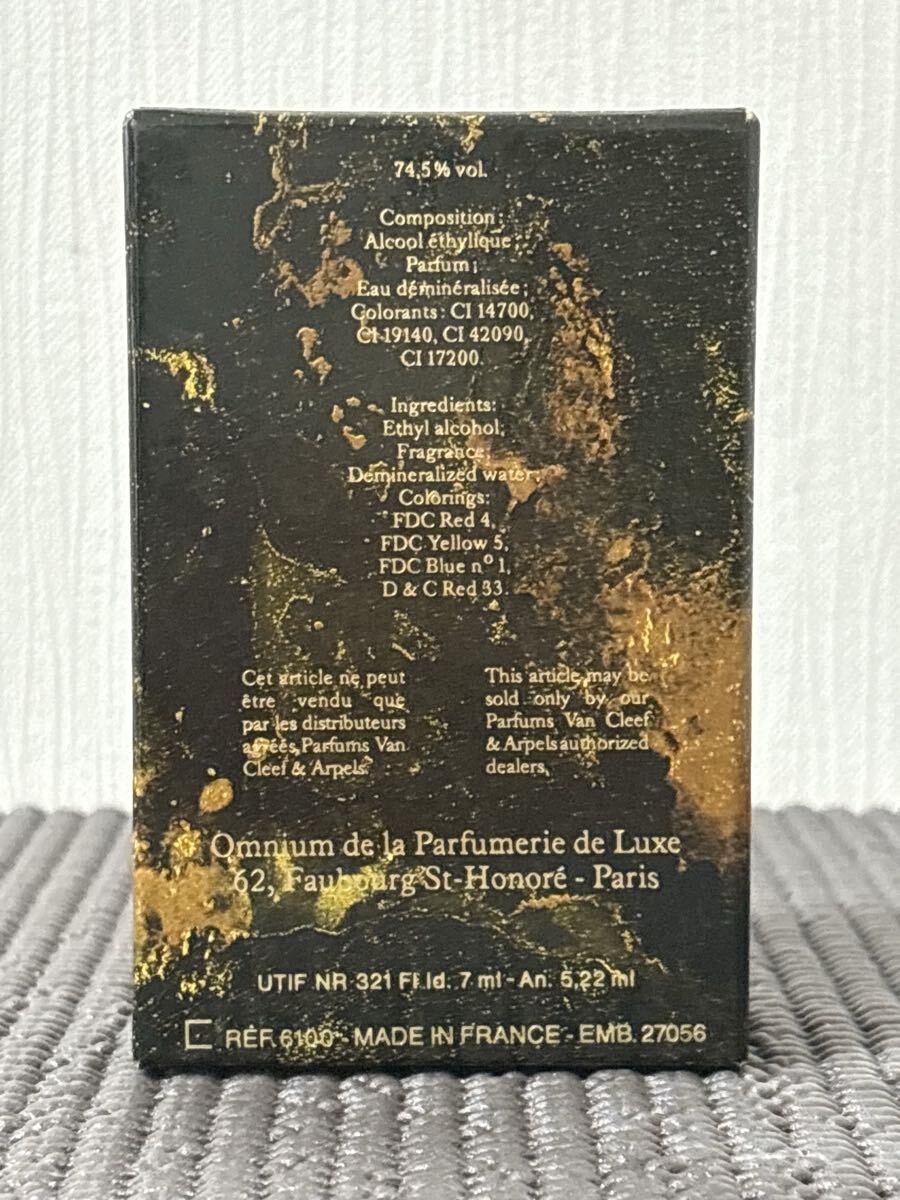 74,5% vol.
Composition:
Alcool éthylique;
Parfum;
Eau déminéralisée;
Colorants: CI 14700,
CI 19140, CI 42090,
CI 17200.
Ingredients:
Ethyl alcohol,
Fragrance,
Demineralized water,
Colorings:
FDC Red 4,
FDC Yellow 5,
FDC Blue nº 1,
D & C Red 33.
Cet article ne peut
être vendu que
par les distributeurs
agréés Parfums Van
Cleef & Arpels.
This article may be
sold only by our
Parfums Van Cleef
& Arpels authorized
dealers.
Omnium de la Parfumerie de Luxe
62, Faubourg St-Honoré - Paris
UTIF NR 321 Fl. ld. 7 ml - An. 5,22 ml
RÉF. 6100 - MADE IN FRANCE - EMB. 27056